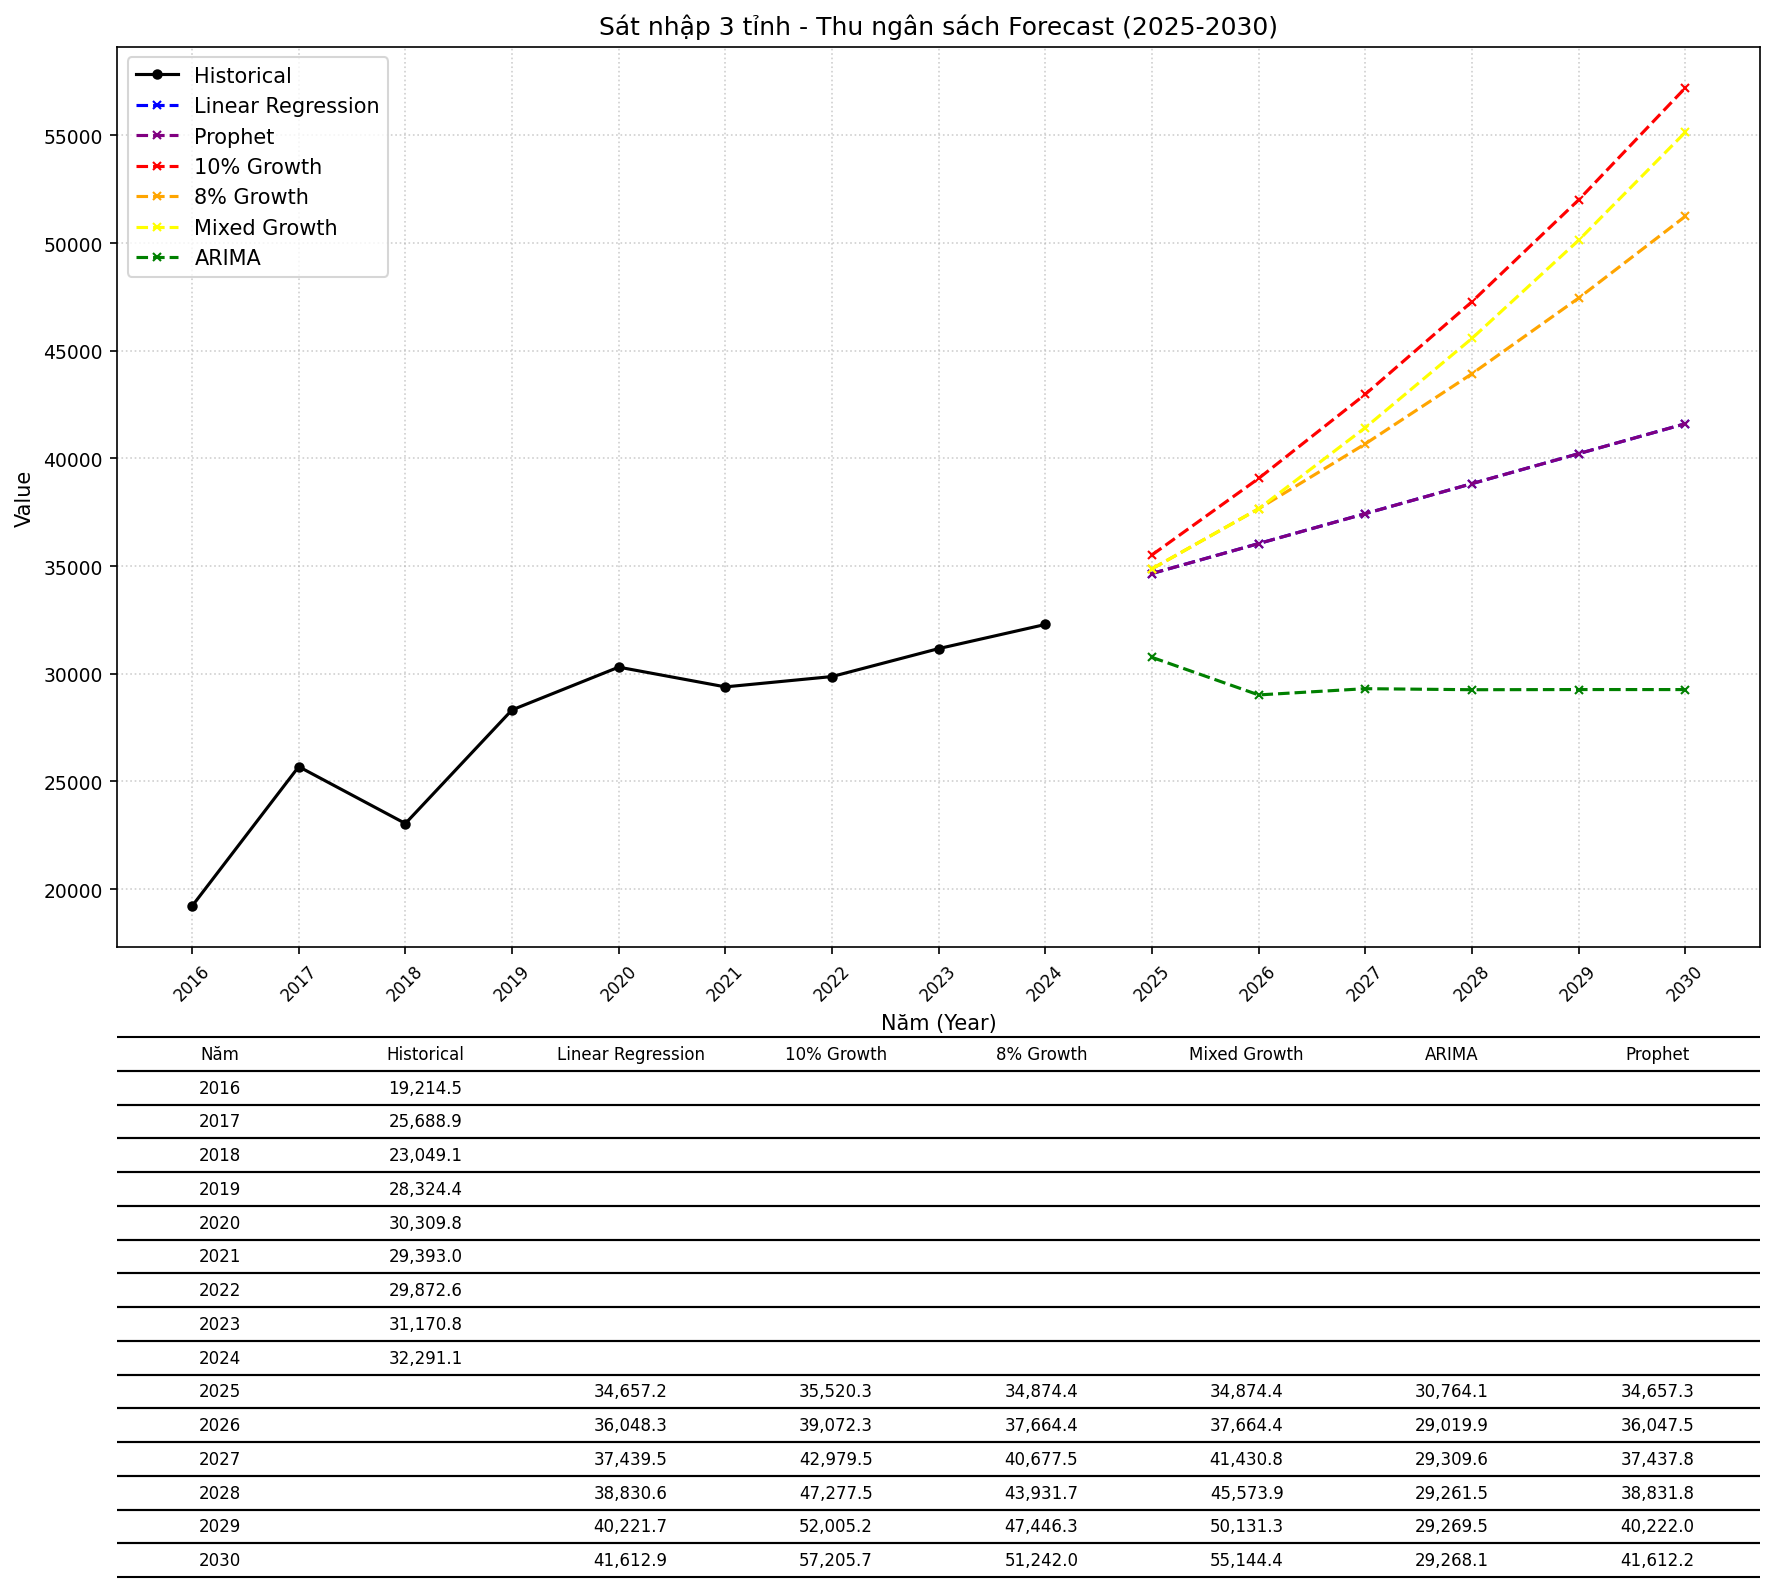 Sát nhập 3 tỉnh - Thu ngân sách Forecast (2025-2030)
Historical
Linear Regression
Prophet
10% Growth
8% Growth
Mixed Growth
ARIMA
Value
55000
50000
45000
40000
35000
30000
25000
20000
2016 2017 2018 2019 2020 2021 2022 2023 2024 2025 2026 2027 2028 2029 2030
Năm (Year)
Năm Historical Linear Regression 10% Growth 8% Growth Mixed Growth ARIMA Prophet
2016 19,214.5
2017 25,688.9
2018 23,049.1
2019 28,324.4
2020 30,309.8
2021 29,393.0
2022 29,872.6
2023 31,170.8
2024 32,291.1
2025 34,657.2 35,520.3 34,874.4 34,874.4 30,764.1 34,657.3
2026 36,048.3 39,072.3 37,664.4 37,664.4 29,019.9 36,047.5
2027 37,439.5 42,979.5 40,677.5 41,430.8 29,309.6 37,437.8
2028 38,830.6 47,277.5 43,931.7 45,573.9 29,261.5 38,831.8
2029 40,221.7 52,005.2 47,446.3 50,131.3 29,269.5 40,222.0
2030 41,612.9 57,205.7 51,242.0 55,144.4 29,268.1 41,612.2